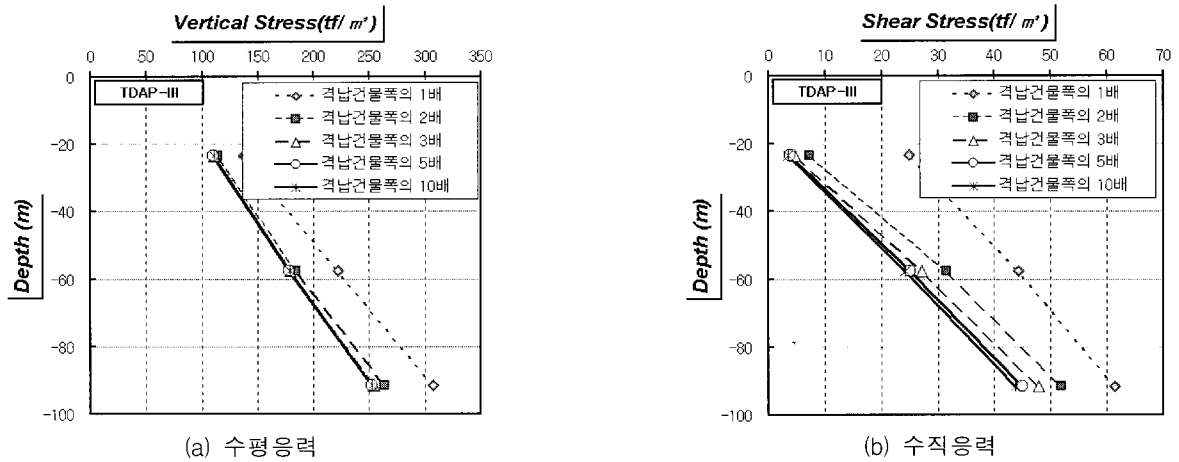 Vertical Stress(tf/㎡)
0 50 100 150 200 250 300 350
0
-20
-40
-60
-80
-100
Depth (m)
TDAP-III
격납건물폭의 1배
격납건물폭의 2배
격납건물폭의 3배
격납건물폭의 5배
격납건물폭의 10배
(a) 수평응력
Shear Stress(tf/㎡)
0 10 20 30 40 50 60 70
0
-20
-40
-60
-80
-100
Depth (m)
TDAP-III
격납건물폭의 1배
격납건물폭의 2배
격납건물폭의 3배
격납건물폭의 5배
격납건물폭의 10배
(b) 수직응력